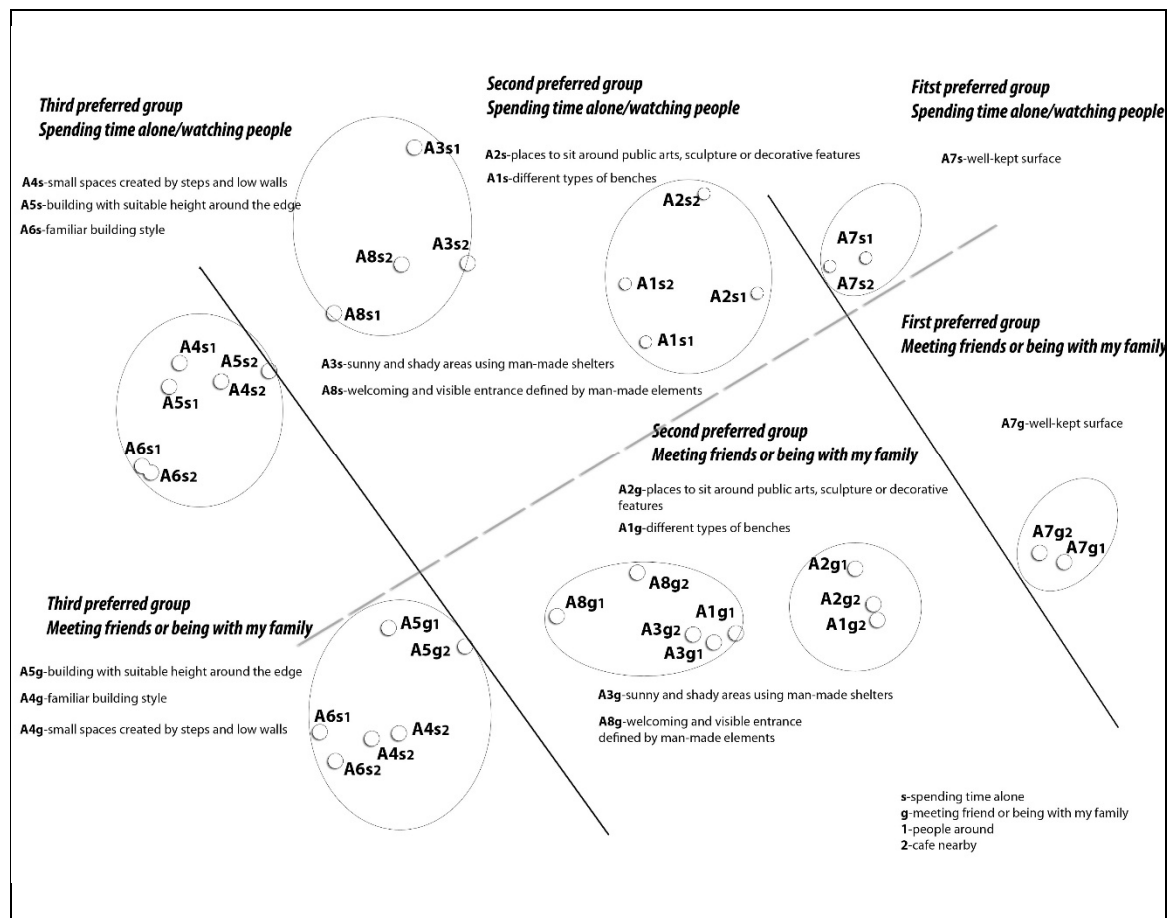 Third preferred group
Spending time alone/watching people
A4s-small spaces created by steps and low walls
A5s-building with suitable height around the edge
A6s-familiar building style
Second preferred group
Spending time alone/watching people
A2s-places to sit around public arts, sculpture or decorative features
A1s-different types of benches
Fitst preferred group
Spending time alone/watching people
A7s-well-kept surface
A3s1
A3s2
A8s2
A8s1
A2s2
A1s2
A2s1
A1s1
A7s1
A7s2
A3s-sunny and shady areas using man-made shelters
A8s-welcoming and visible entrance defined by man-made elements
A4s1
A5s2
A5s1
A4s2
A6s1
A6s2
First preferred group
Meeting friends or being with my family
A7g-well-kept surface
A7g2
A7g1
Second preferred group
Meeting friends or being with my family
A2g-places to sit around public arts, sculpture or decorative
features
A1g-different types of benches
A8g2
A8g1
A1g1
A3g2
A3g1
A2g1
A2g2
A1g2
A3g-sunny and shady areas using man-made shelters
A8g-welcoming and visible entrance
defined by man-made elements
Third preferred group
Meeting friends or being with my family
A5g-building with suitable height around the edge
A4g-familiar building style
A4g-small spaces created by steps and low walls
A5g1
A5g2
A6s1
A4s2
A4s2
A6s2
s-spending time alone
g-meeting friend or being with my family
1-people around
2-cafe nearby